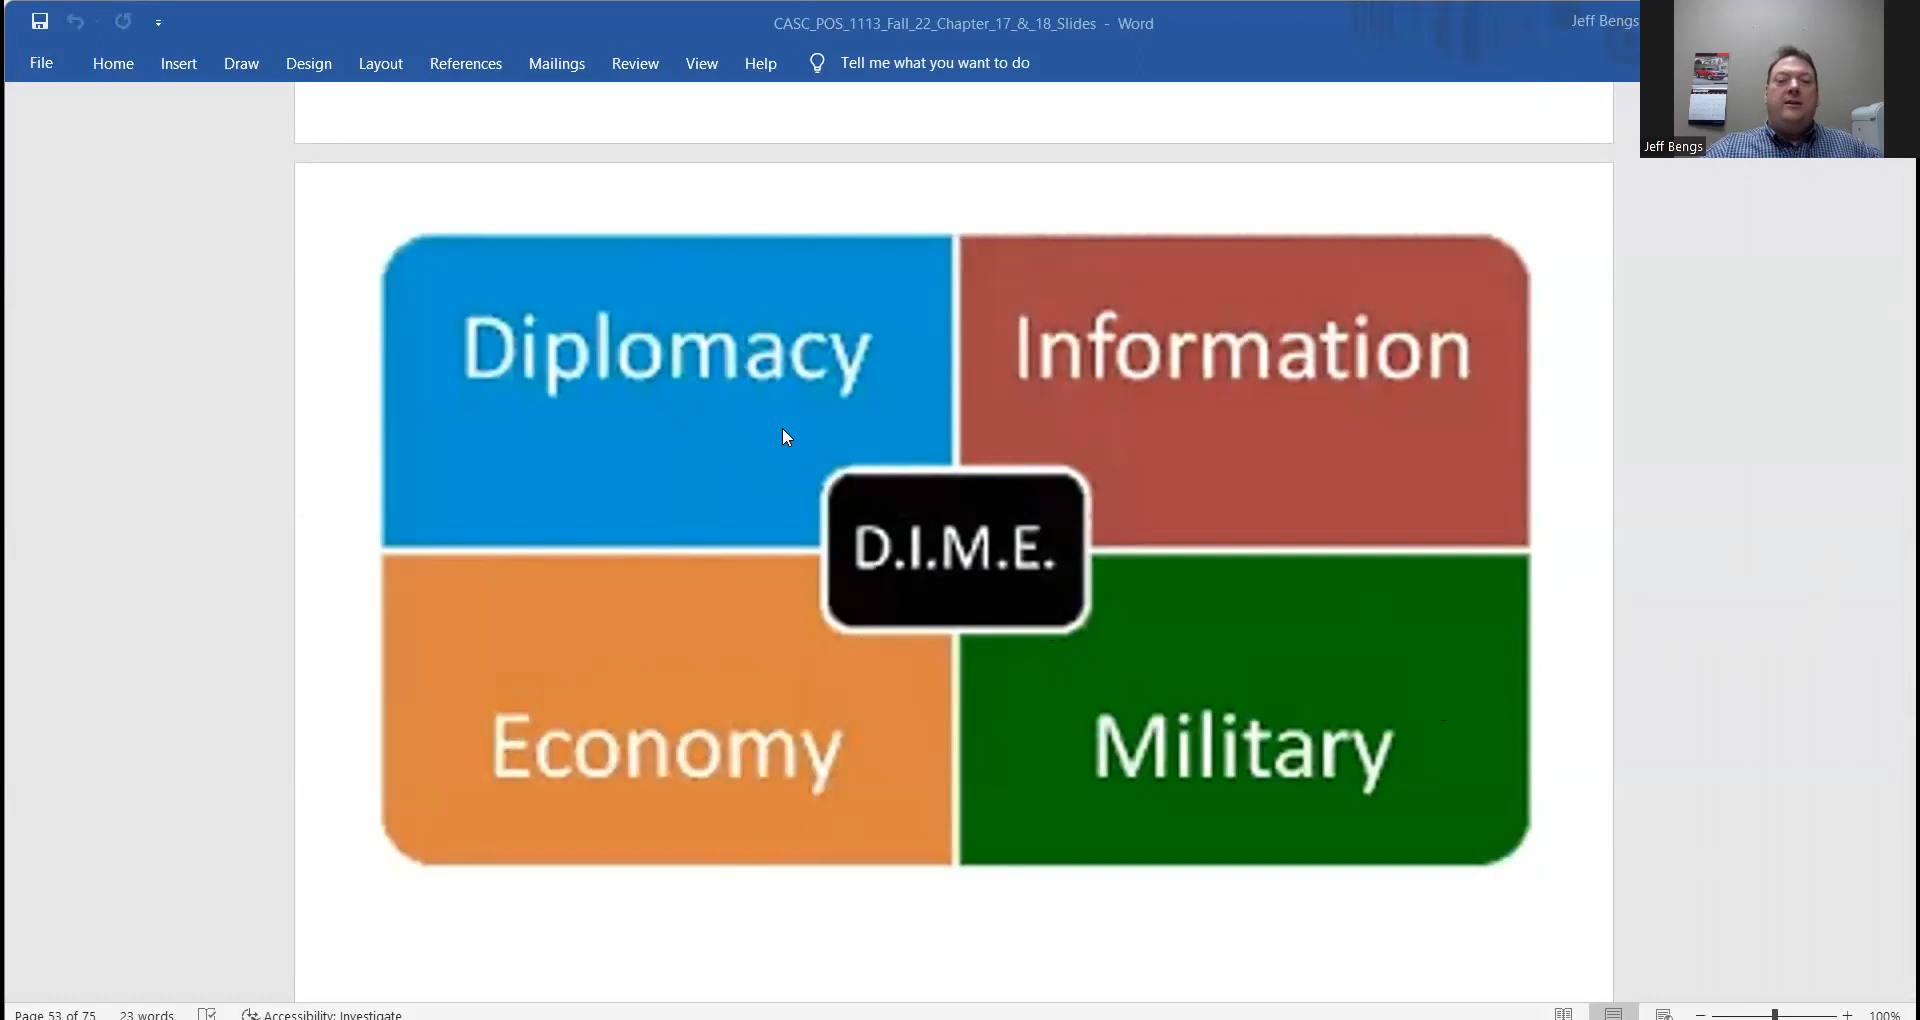 CASC_POS_1113_Fall_22_Chapter_17_&_18_Slides - Word
Jeff Bengs
File Home Insert Draw Design Layout References Mailings Review View Help Tell me what you want to do
Jeff Bengs
Diplomacy
Information
D.I.M.E.
Economy
Military
Page 53 of 75 23 words Accessibility: Investigate 100%